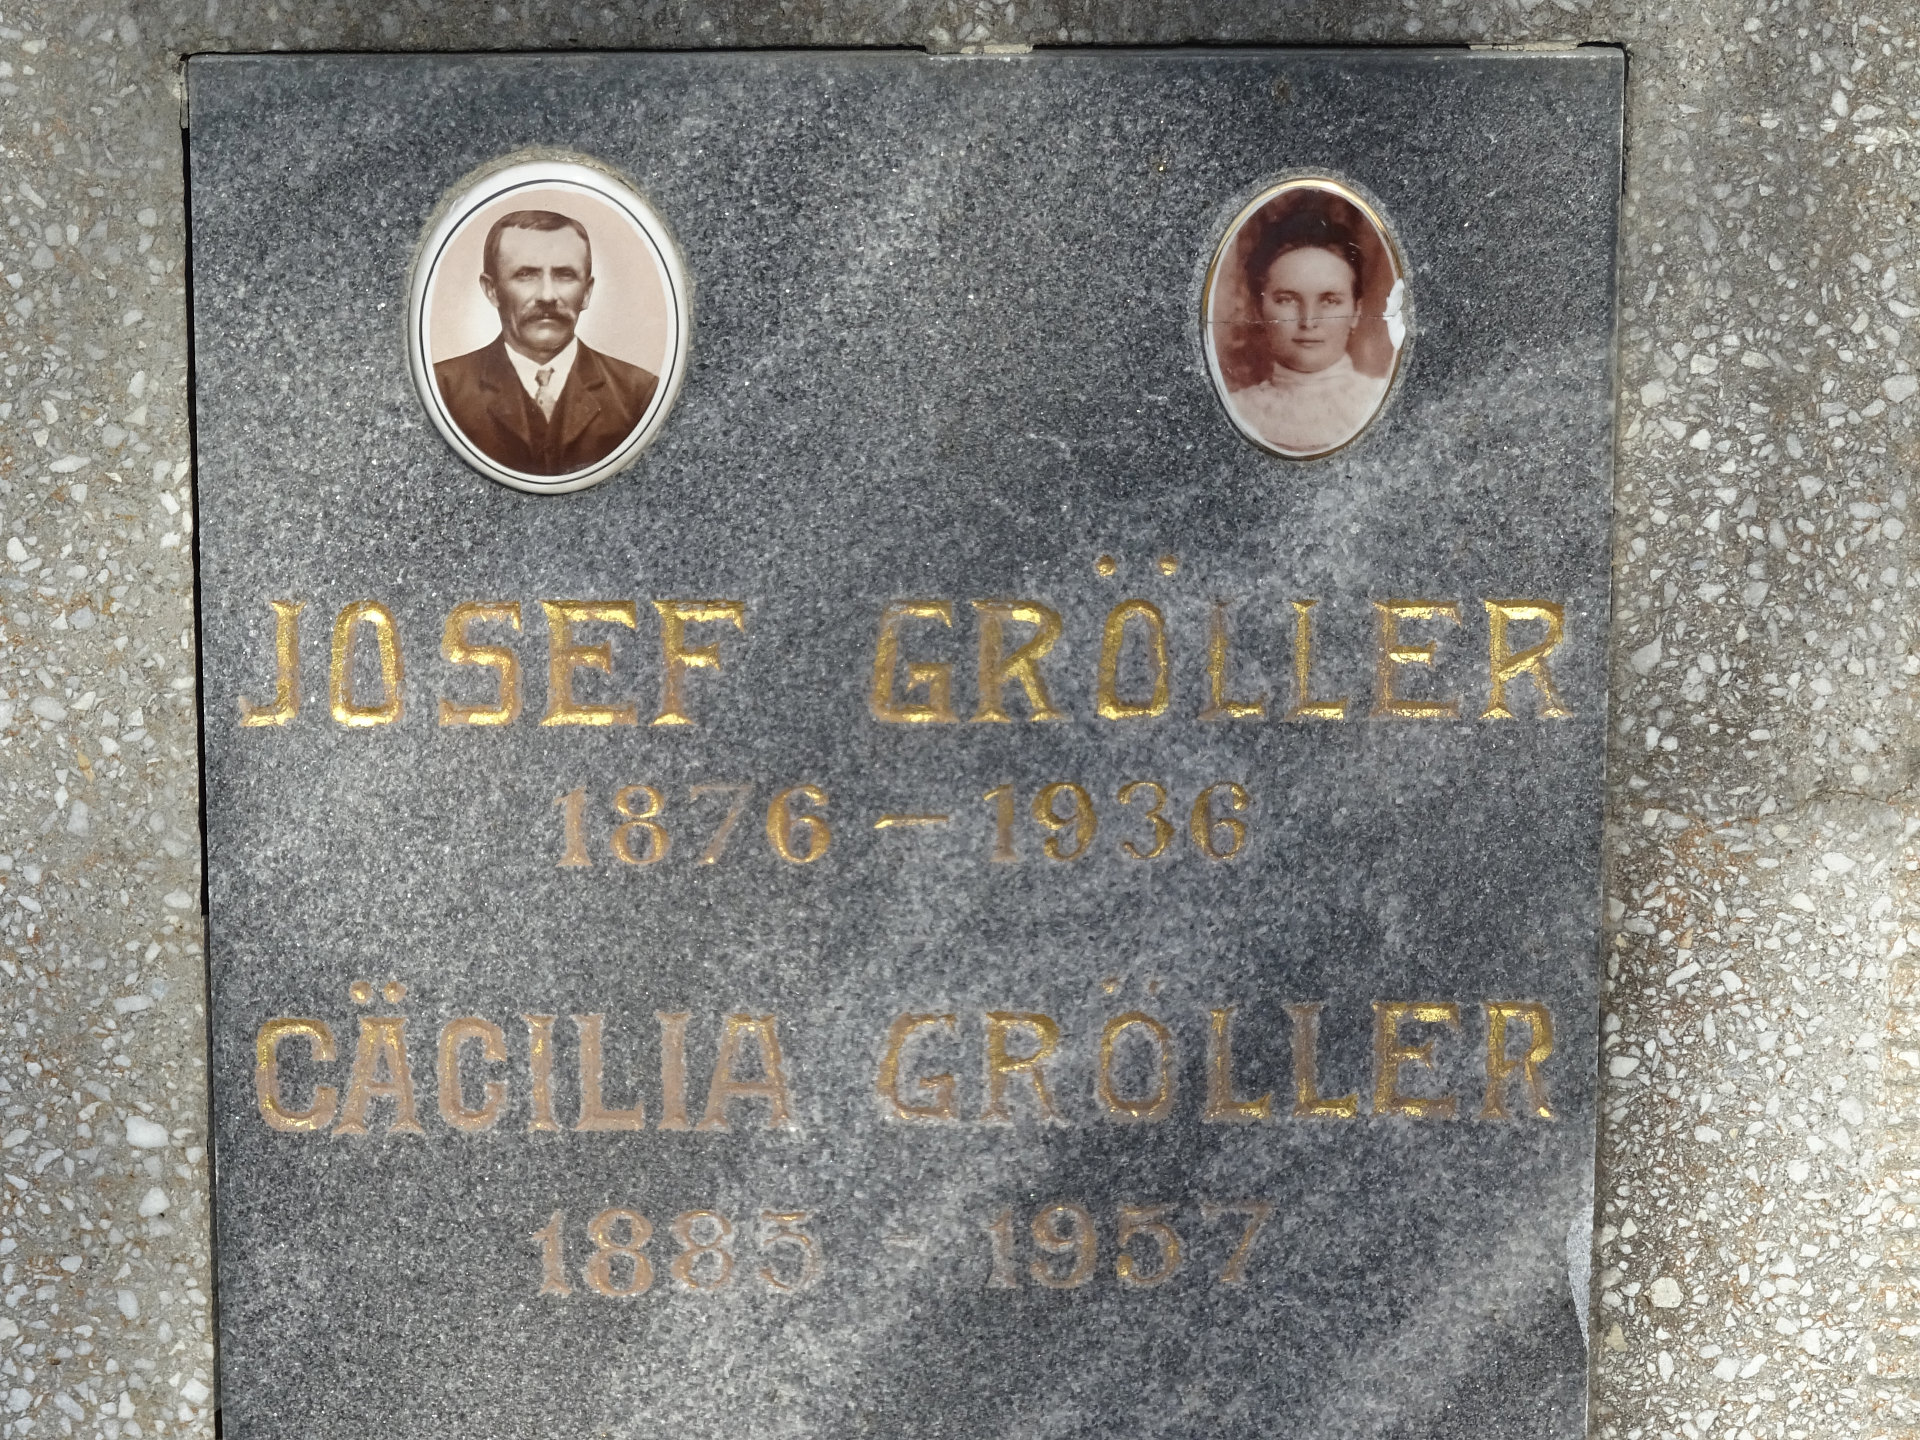 JOSEF GRÖLLER
1876 – 1936
CÄCILIA GRÖLLER
1885 - 1957